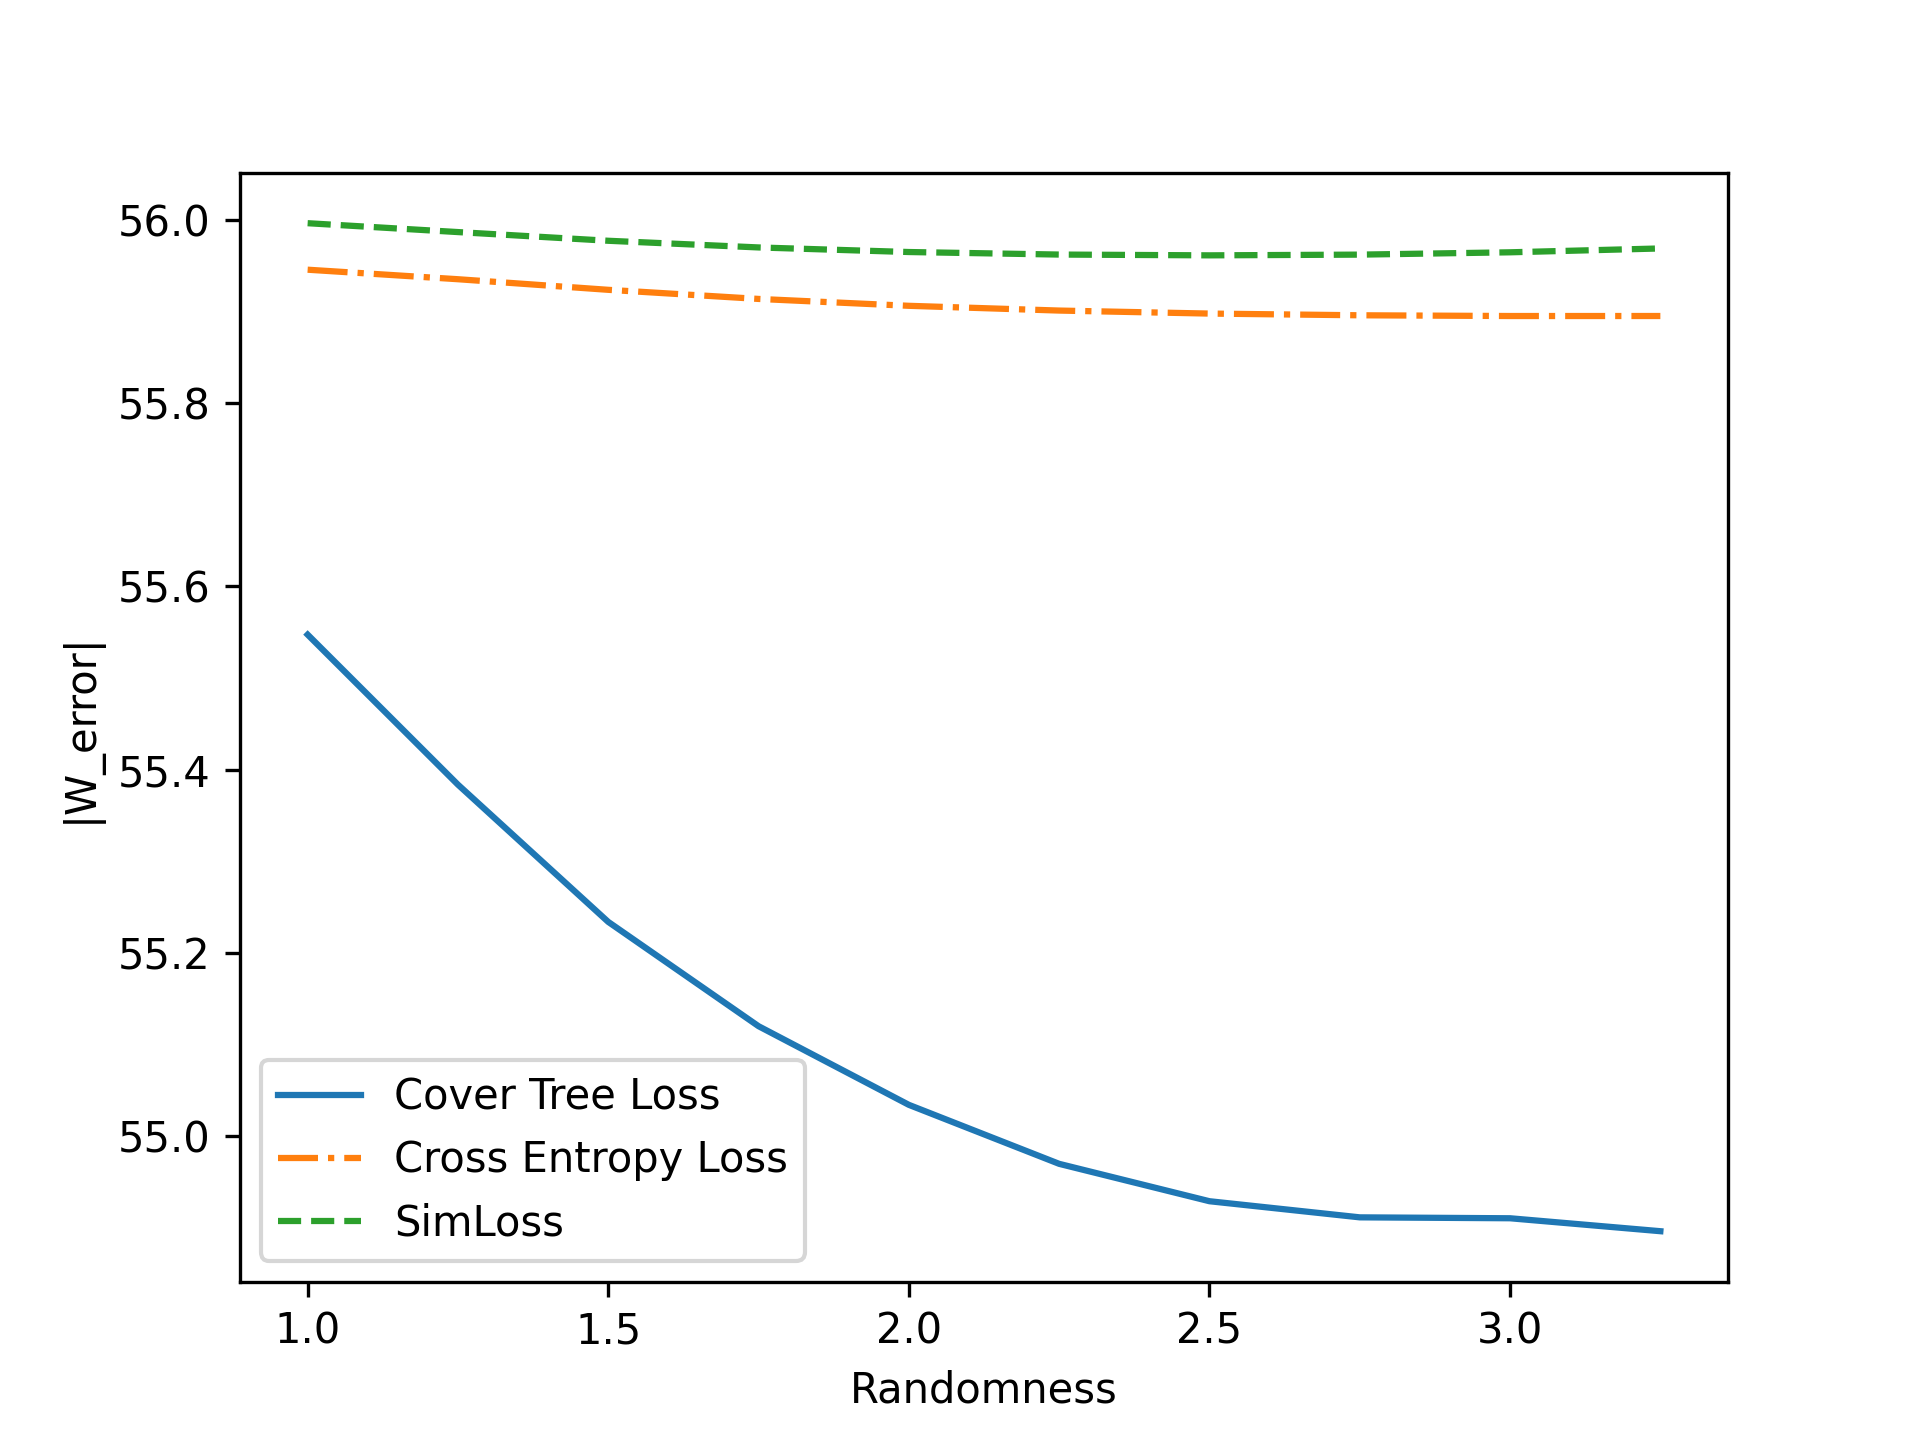 56.0
55.8
55.6
55.4
55.2
55.0
|W_error|
Cover Tree Loss
Cross Entropy Loss
SimLoss
1.0 1.5 2.0 2.5 3.0
Randomness